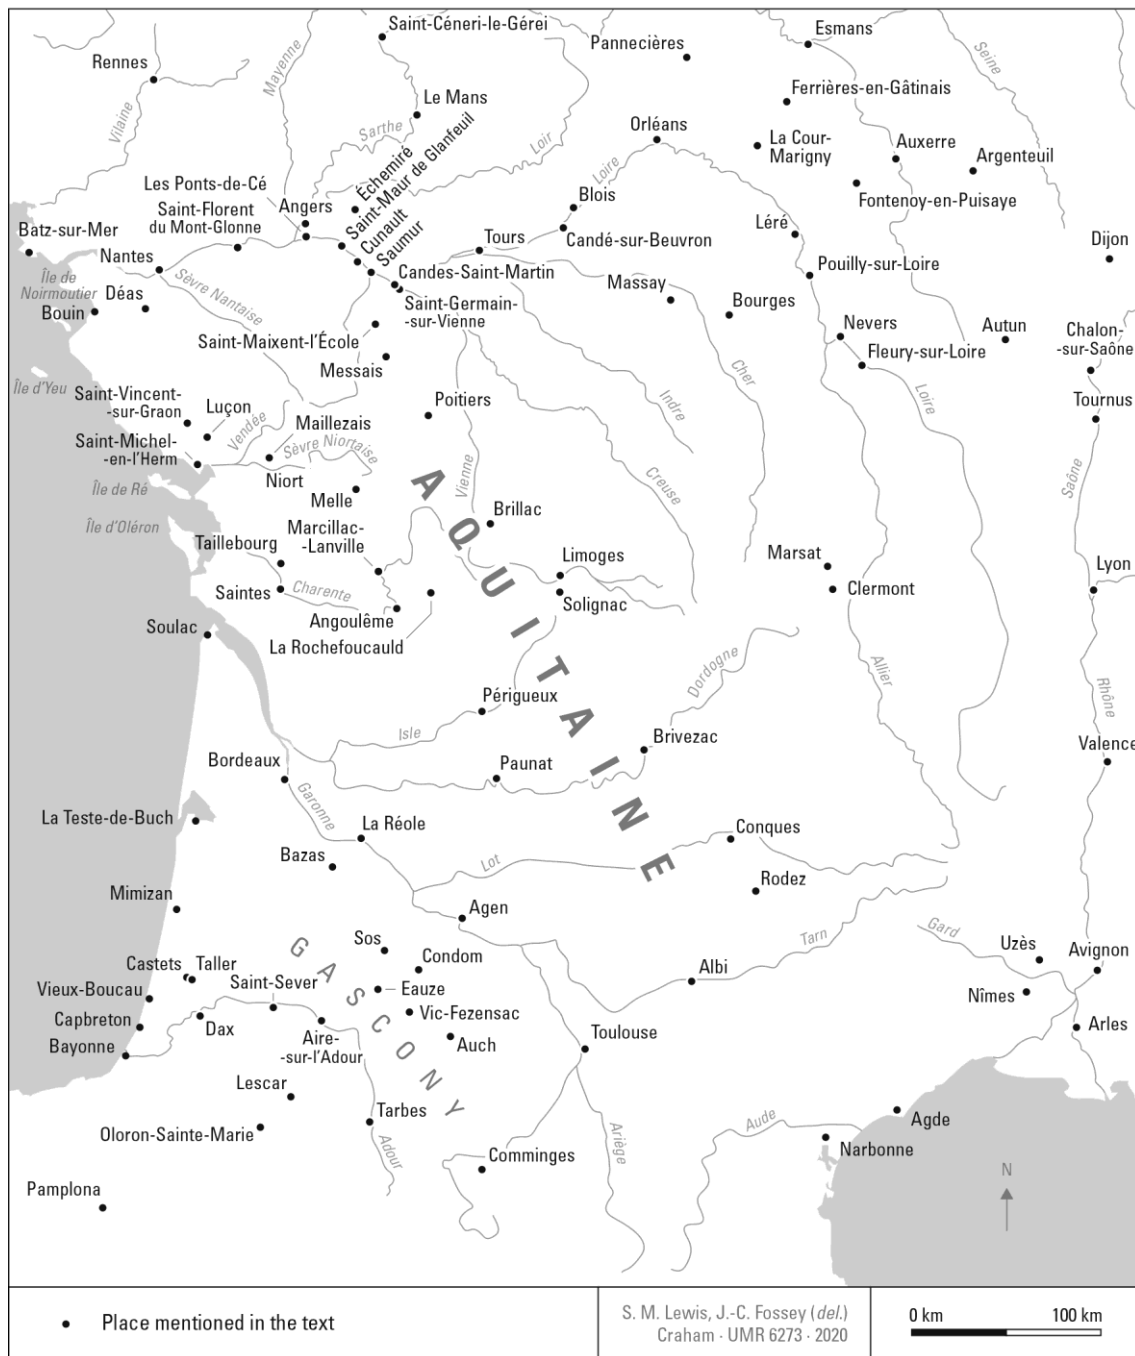 Saint-Céneri-le-Gérei
Esmans
Pannecières
Seine
Rennes
Mayenne
Ferrières-en-Gâtinais
Le Mans
Vilaine
Sarthe
Loir
Orléans
La Cour-
-Marigny
Auxerre
Argenteuil
Loire
Échemiré
Saint-Maur de Glanfeuil
Cunault
Saumur
Les Ponts-de-Cé
Saint-Florent
du Mont-Glonne
Angers
Blois
Fontenoy-en-Puisaye
Batz-sur-Mer
Nantes
Tours
Candé-sur-Beuvron
Léré
Dijon
Île de
Noirmoutier
Déas
Bouin
Sèvre Nantaise
Candes-Saint-Martin
Saint-Germain-
-sur-Vienne
Massay
Bourges
Pouilly-sur-Loire
Nevers
Autun
Chalon-
-sur-Saône
Saint-Maixent-l'École
Messais
Fleury-sur-Loire
Île d'Yeu
Saint-Vincent-
-sur-Graon
Luçon
Vendée
Poitiers
Indre
Cher
Loire
Tournus
Saint-Michel-
-en-l'Herm
Maillezais
Sèvre Niortaise
Niort
Melle
Vienne
Creuse
Saône
Île de Ré
Île d'Oléron
AQUITAINE
Brillac
Marcillac-
-Lanville
Taillebourg
Limoges
Marsat
Lyon
Saintes
Charente
Angoulême
Solignac
Clermont
Soulac
La Rochefoucauld
Dordogne
Allier
Périgueux
Isle
Rhône
Brivezac
Valence
Bordeaux
Paunat
Garonne
La Teste-de-Buch
La Réole
Conques
Bazas
Lot
Rodez
Mimizan
Agen
GASCONY
Sos
Tarn
Gard
Condom
Uzès
Avignon
Castets
Taller
Saint-Sever
Albi
Vieux-Boucau
Eauze
Nîmes
Capbreton
Dax
Aire-
-sur-l'Adour
Vic-Fezensac
Toulouse
Arles
Bayonne
Auch
Lescar
Tarbes
Agde
Oloron-Sainte-Marie
Adour
Ariège
Aude
Comminges
Narbonne
N
Pamplona
Place mentioned in the text
S. M. Lewis, J.-C. Fossey (del.)
Craham · UMR 6273 · 2020
0 km 100 km